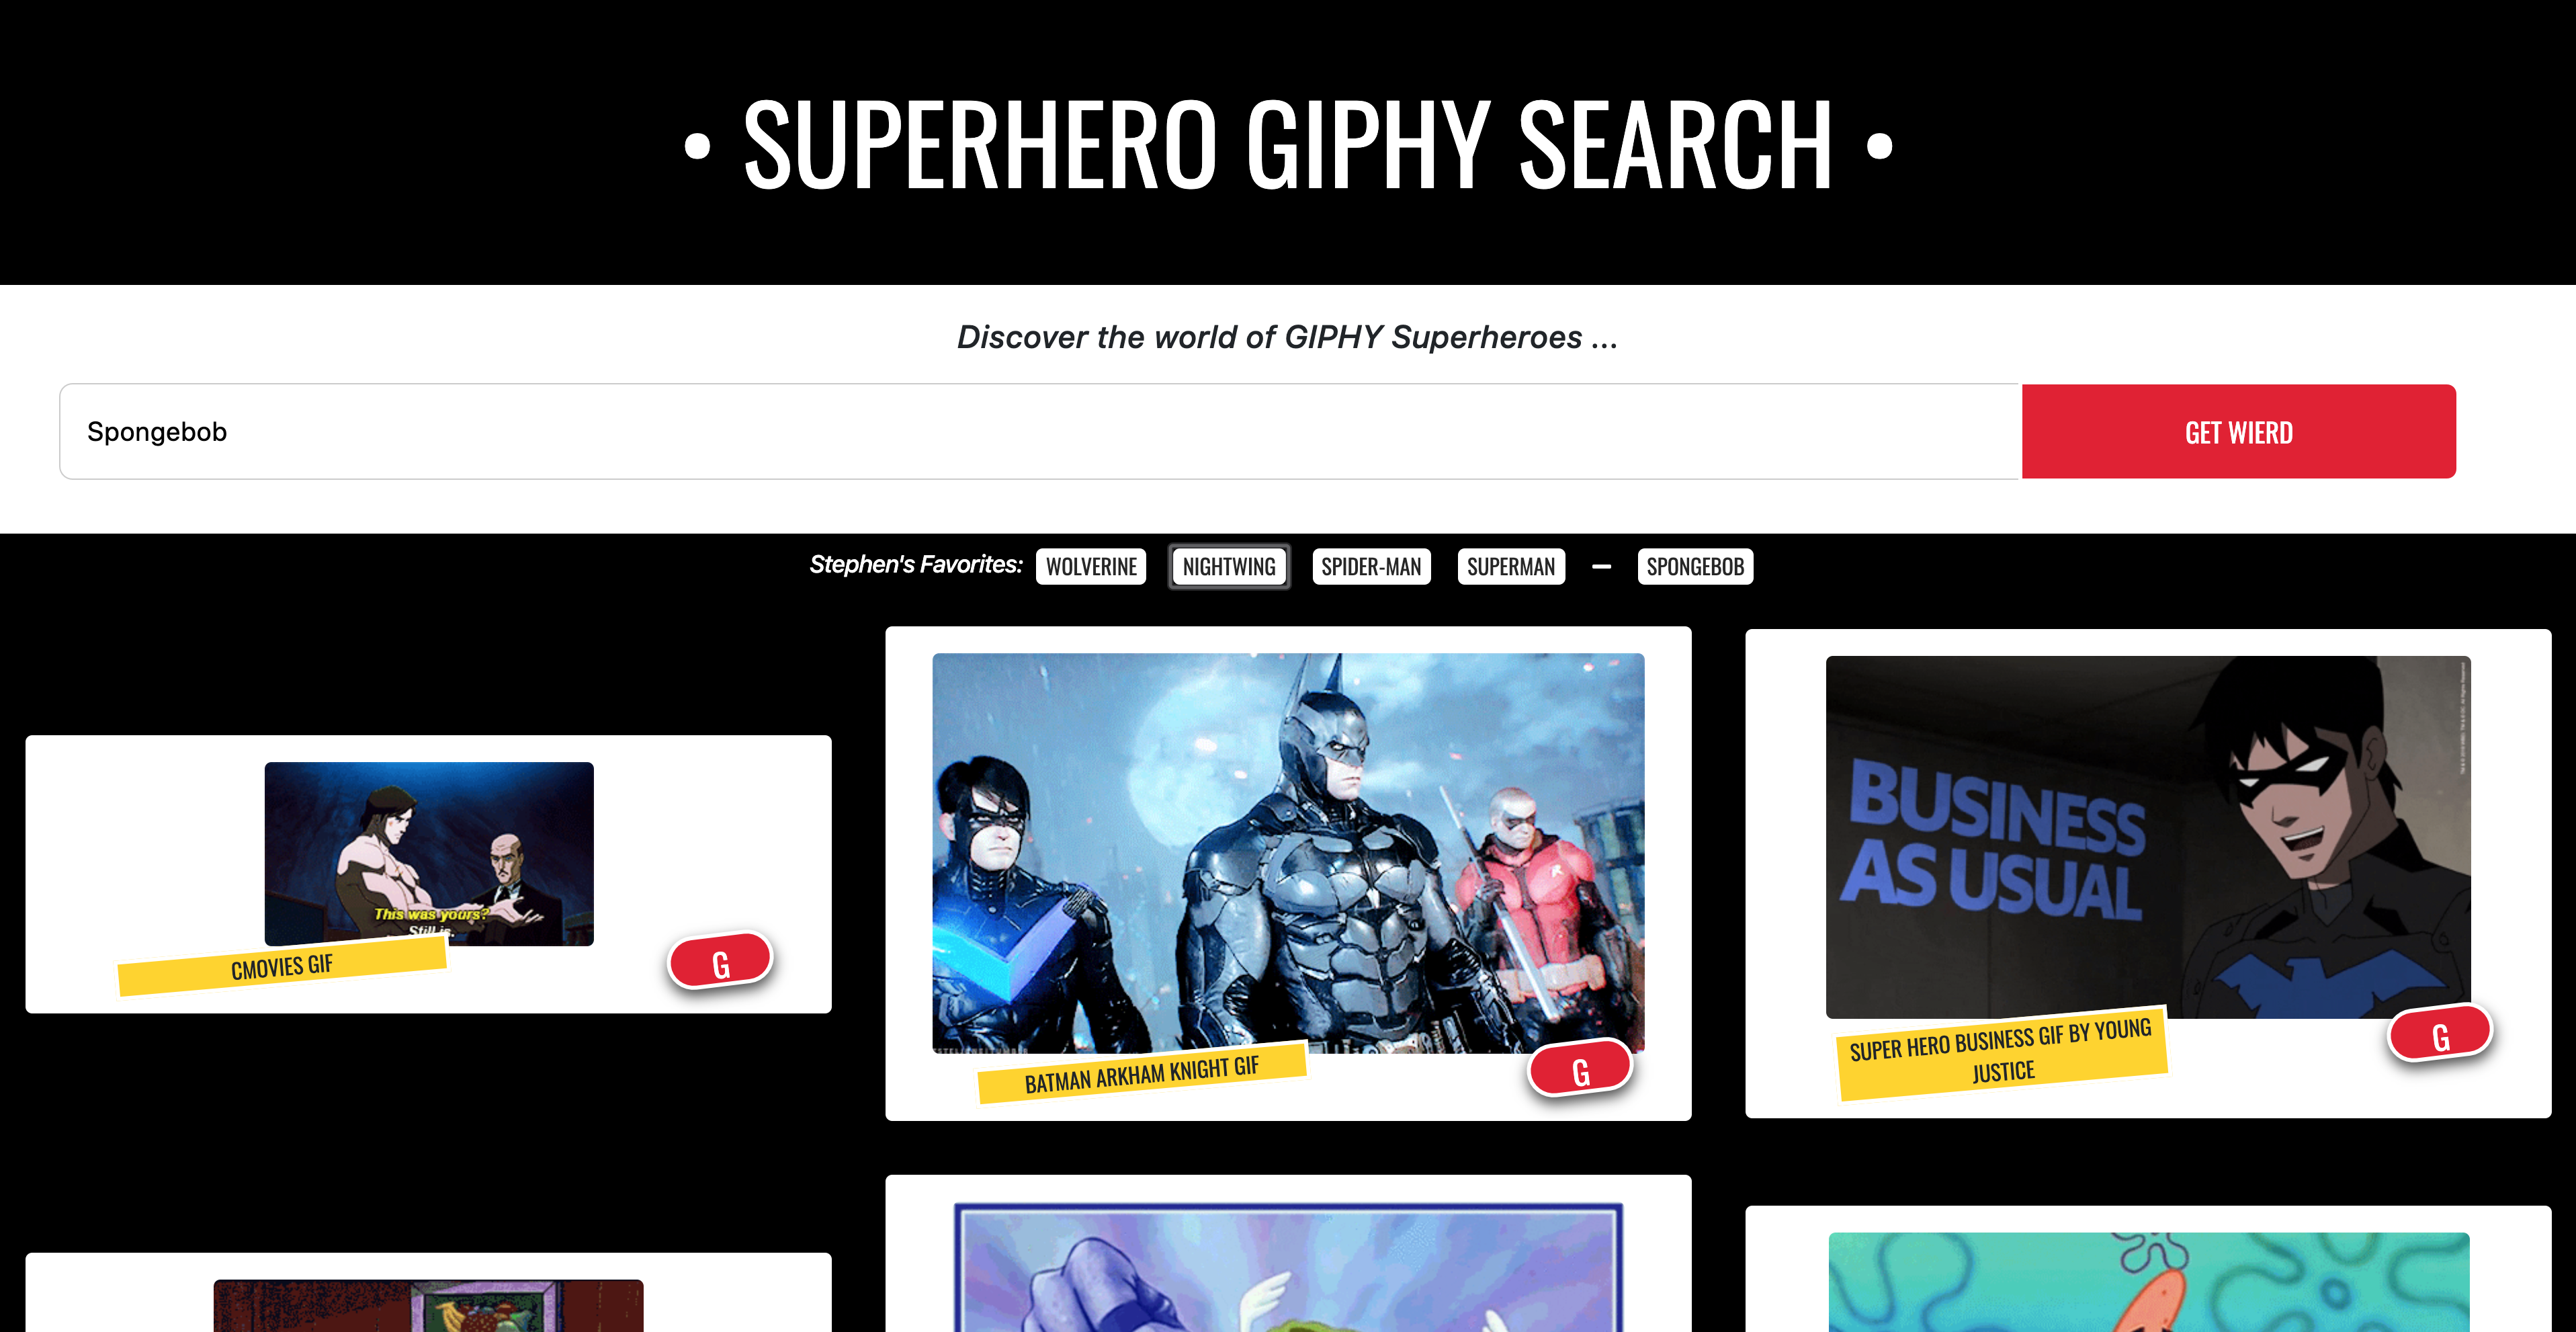 • SUPERHERO GIPHY SEARCH •
Discover the world of GIPHY Superheroes ...
Spongebob
GET WIERD
Stephen's Favorites: WOLVERINE NIGHTWING SPIDER-MAN SUPERMAN — SPONGEBOB
This was yours?
Still is.
CMOVIES GIF
G
BATMAN ARKHAM KNIGHT GIF
G
BUSINESS
AS USUAL
SUPER HERO BUSINESS GIF BY YOUNG
JUSTICE
G